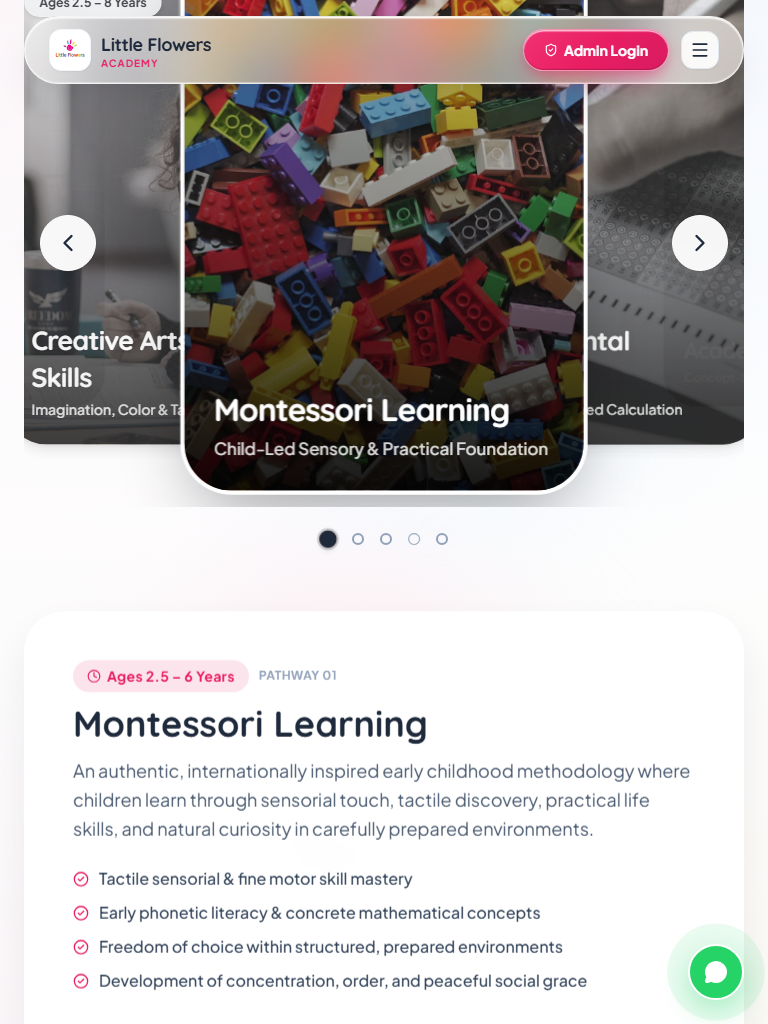 Ages 2.5 – 8 Years
Little Flowers
Little Flowers
ACADEMY
Admin Login
Creative Arts
Skills
Imagination, Color & Ta
Montessori Learning
Child-Led Sensory & Practical Foundation
ntal
ed Calculation
Ages 2.5 – 6 Years
PATHWAY 01
Montessori Learning
An authentic, internationally inspired early childhood methodology where
children learn through sensorial touch, tactile discovery, practical life
skills, and natural curiosity in carefully prepared environments.
Tactile sensorial & fine motor skill mastery
Early phonetic literacy & concrete mathematical concepts
Freedom of choice within structured, prepared environments
Development of concentration, order, and peaceful social grace